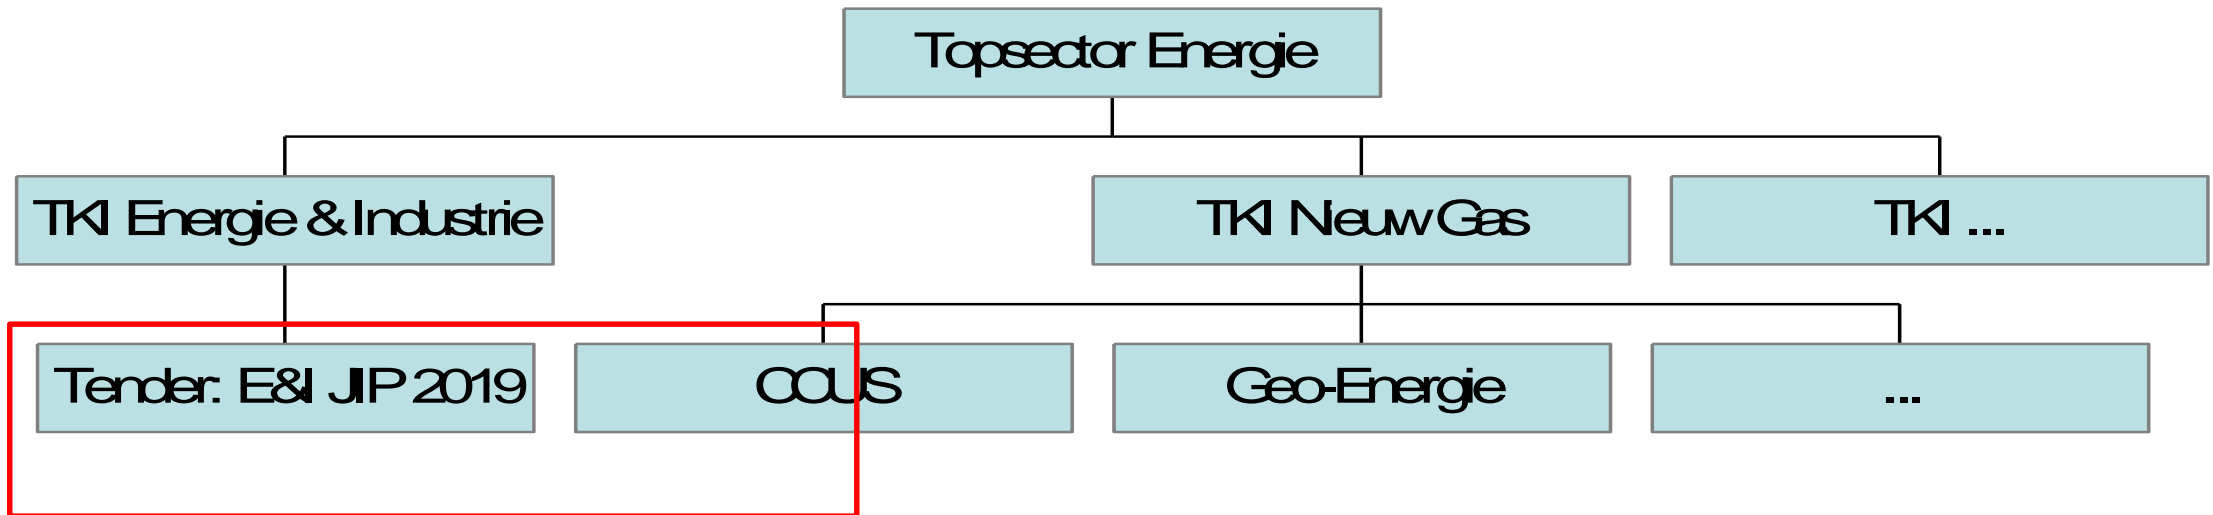 Topsector Energie
TKI Energie & Industrie
TKI Nieuw Gas
TKI ...
Tender: E&I JIP 2019
CCUS
Geo-Energie
...